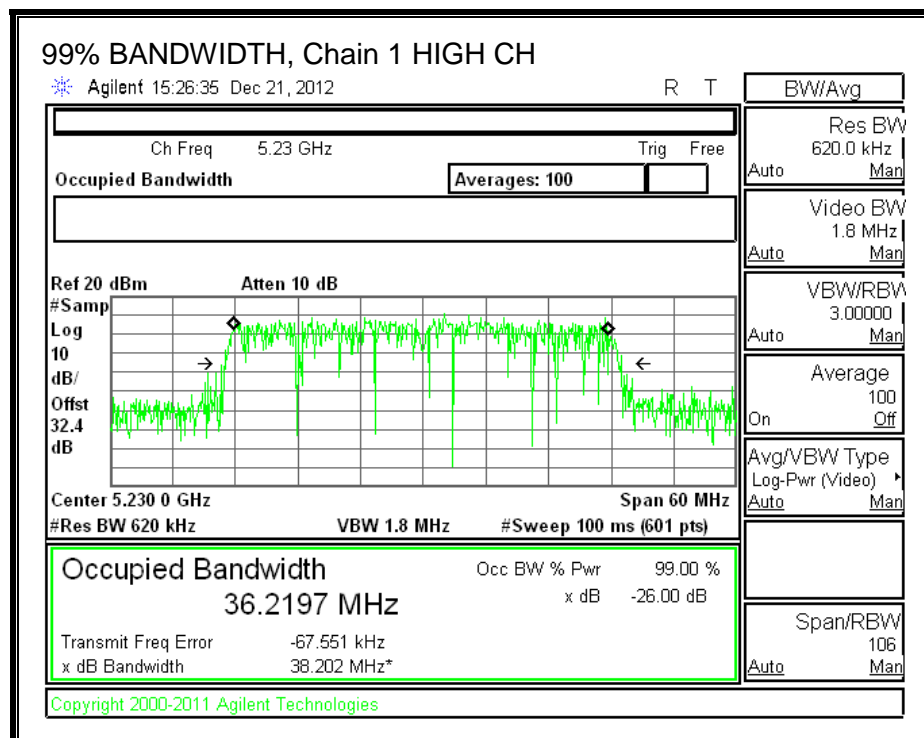 99% BANDWIDTH, Chain 1 HIGH CH
Agilent 15:26:35 Dec 21, 2012 R T
BW/Avg
Ch Freq 5.23 GHz Trig Free
Occupied Bandwidth Averages: 100
Res BW
620.0 kHz
Auto Man
Video BW
1.8 MHz
Auto Man
VBW/RBW
3.00000
Auto Man
Average
100
On Off
Avg/VBW Type
Log-Pwr (Video)
Auto Man
Span/RBW
106
Auto Man
Ref 20 dBm Atten 10 dB
#Samp
Log
10
dB/
Offst
32.4
dB
Center 5.230 0 GHz Span 60 MHz
#Res BW 620 kHz VBW 1.8 MHz #Sweep 100 ms (601 pts)
Occupied Bandwidth Occ BW % Pwr 99.00 %
36.2197 MHz x dB -26.00 dB
Transmit Freq Error -67.551 kHz
x dB Bandwidth 38.202 MHz*
Copyright 2000-2011 Agilent Technologies